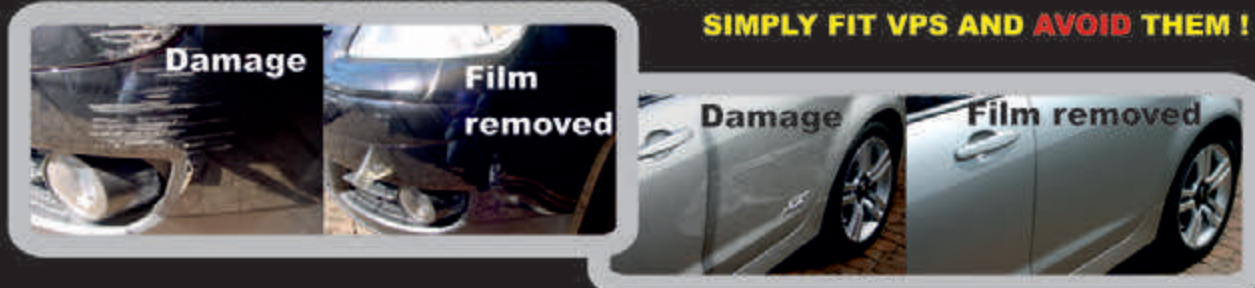 SIMPLY FIT VPS AND AVOID THEM !
Damage
Film
removed
Damage
Film removed